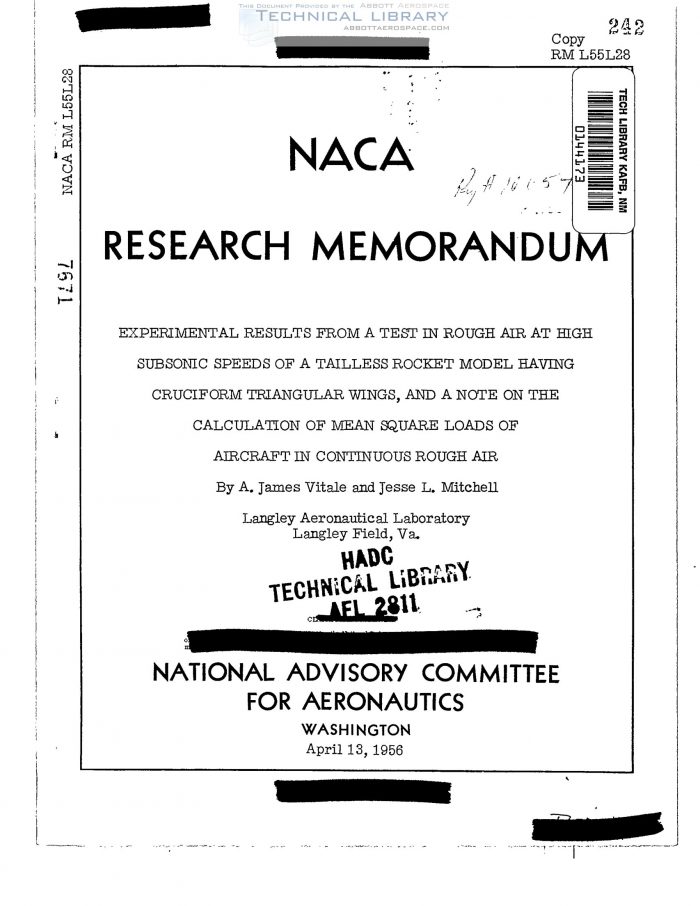 THIS DOCUMENT PROVIDED BY THE ABBOTT AEROSPACE
TECHNICAL LIBRARY
ABBOTTAEROSPACE.COM
242
Copy
RM L55L28
NACA RM L55L28
7671
TECH LIBRARY KAFB, NM
0144173
NACA
RESEARCH MEMORANDUM
EXPERIMENTAL RESULTS FROM A TEST IN ROUGH AIR AT HIGH
SUBSONIC SPEEDS OF A TAILLESS ROCKET MODEL HAVING
CRUCIFORM TRIANGULAR WINGS, AND A NOTE ON THE
CALCULATION OF MEAN SQUARE LOADS OF
AIRCRAFT IN CONTINUOUS ROUGH AIR
By A. James Vitale and Jesse L. Mitchell
Langley Aeronautical Laboratory
Langley Field, Va.
HADC
TECHNICAL LIBRARY
AFL 2811
NATIONAL ADVISORY COMMITTEE
FOR AERONAUTICS
WASHINGTON
April 13, 1956